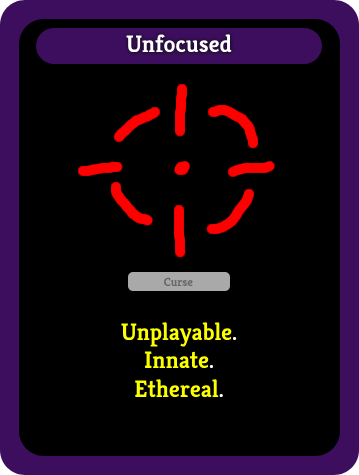 Unfocused
Curse
Unplayable.
Innate.
Ethereal.